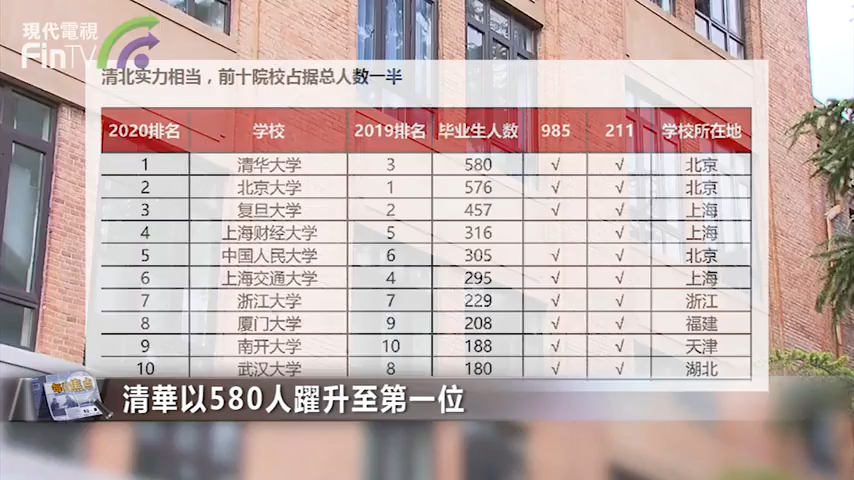 現代電視
FinTV
清北实力相当，前十院校占据总人数一半
2020排名 学校 2019排名 毕业生人数 985 211 学校所在地
1 清华大学 3 580 √ √ 北京
2 北京大学 1 576 √ √ 北京
3 复旦大学 2 457 √ √ 上海
4 上海财经大学 5 316 √ 上海
5 中国人民大学 6 305 √ √ 北京
6 上海交通大学 4 295 √ √ 上海
7 浙江大学 7 229 √ √ 浙江
8 厦门大学 9 208 √ √ 福建
9 南开大学 10 188 √ √ 天津
10 武汉大学 8 180 √ √ 湖北
清華以580人躍升至第一位